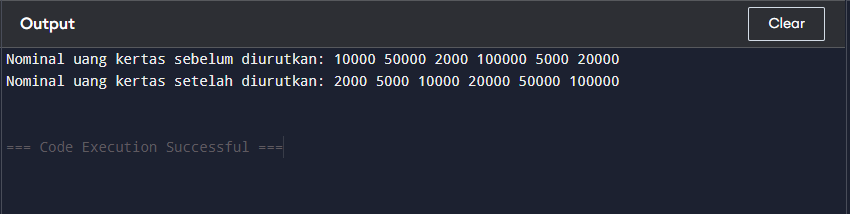 Output
Clear
Nominal uang kertas sebelum diurutkan: 10000 50000 2000 100000 5000 20000
Nominal uang kertas setelah diurutkan: 2000 5000 10000 20000 50000 100000
=== Code Execution Successful ===